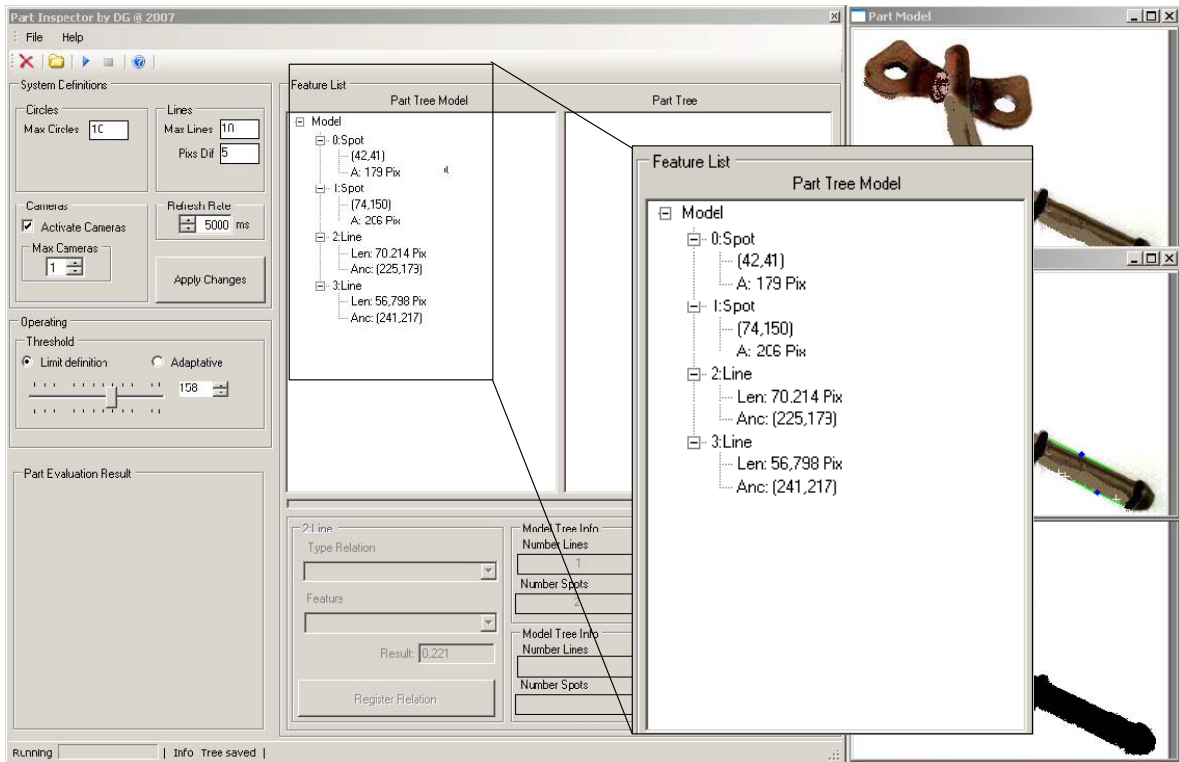 Part Inspector by DG @ 2007
File Help
System Definitions
Circles
Max Circles 10
Lines
Max Lines 10
Pixs Dif 5
Cameras
Activate Cameras
Max Cameras
1
Refresh Rate
5000 ms
Apply Changes
Operating
Threshold
Limit definition Adaptative
158
Part Evaluation Result
Feature List
Part Tree Model Part Tree
Model
0:Spot
(42,41)
A: 179 Pix
1:Spot
(74,150)
A: 206 Pix
2:Line
Len: 70.214 Pix
Anc: (225,173)
3:Line
Len: 56,798 Pix
Anc: (241,217)
2:Line
Type Relation
Feature
Result: 0,221
Register Relation
Model Tree Info
Number Lines
1
Number Spots
2
Model Tree Info
Number Lines
Number Spots
Feature List
Part Tree Model
Model
0:Spot
(42,41)
A: 179 Pix
1:Spot
(74,150)
A: 206 Pix
2:Line
Len: 70.214 Pix
Anc: (225,173)
3:Line
Len: 56,798 Pix
Anc: (241,217)
Part Model
Running | Info Tree saved |